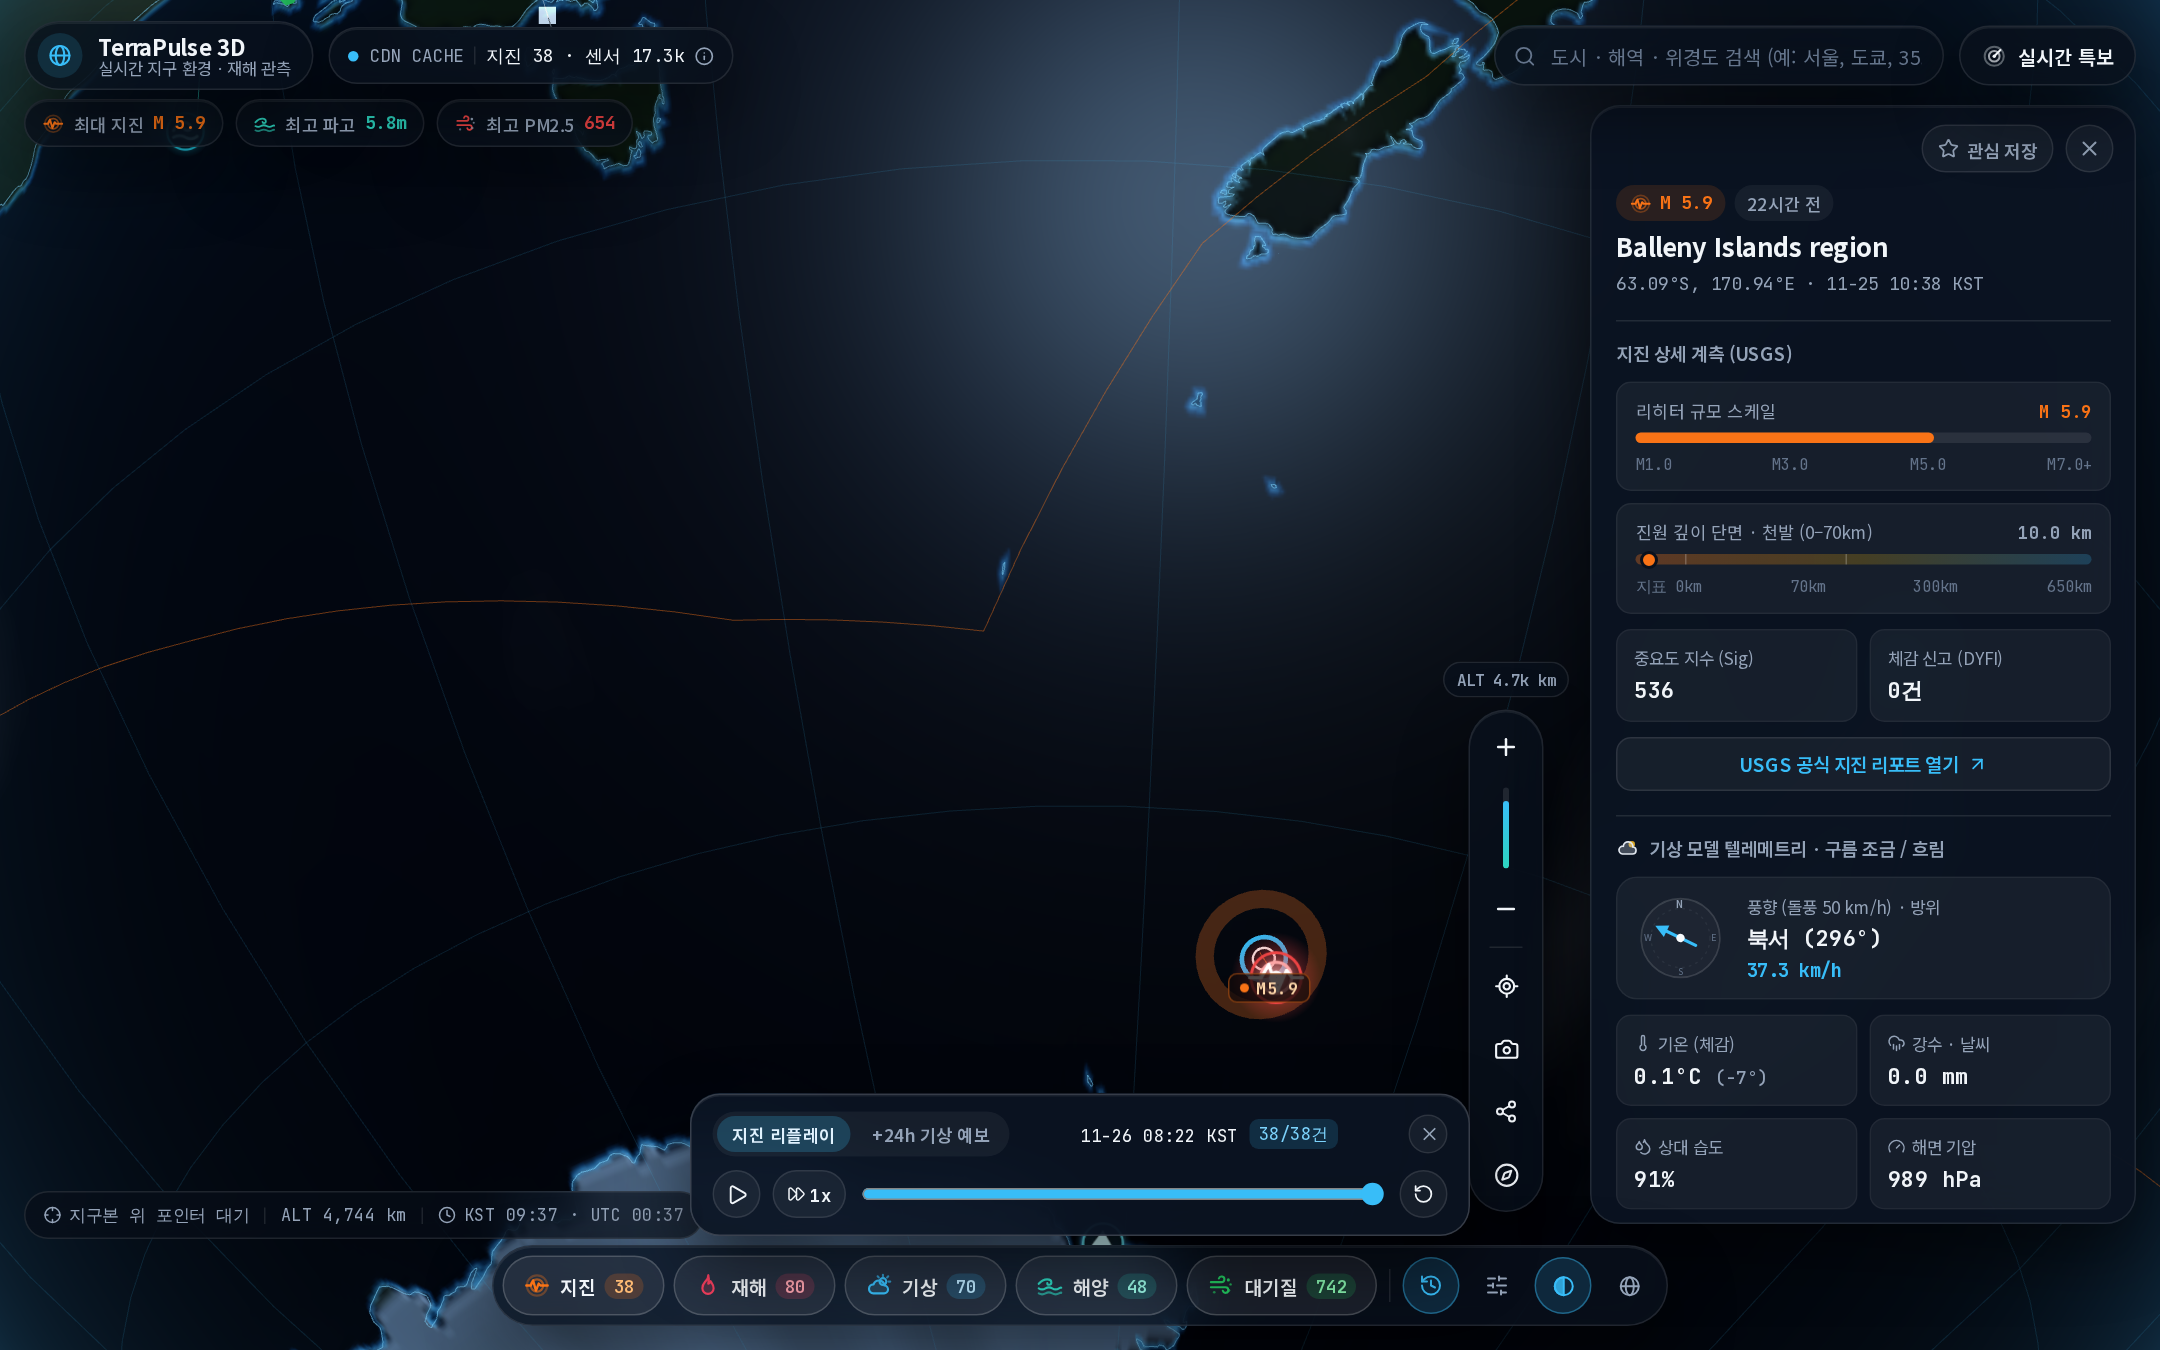 TerraPulse 3D
실시간 지구 환경 · 재해 관측
CDN CACHE 지진 38 · 센서 17.3k
도시 · 해역 · 위경도 검색 (예: 서울, 도쿄, 35
실시간 특보
최대 지진 M 5.9
최고 파고 5.8m
최고 PM2.5 654
관심 저장
M 5.9
22시간 전
Balleny Islands region
63.09°S, 170.94°E · 11-25 10:38 KST
지진 상세 계측 (USGS)
리히터 규모 스케일 M 5.9
M1.0 M3.0 M5.0 M7.0+
진원 깊이 단면 · 천발 (0–70km) 10.0 km
지표 0km 70km 300km 650km
중요도 지수 (Sig)
536
체감 신고 (DYFI)
0건
USGS 공식 지진 리포트 열기
기상 모델 텔레메트리 · 구름 조금 / 흐림
N
W E
S
풍향 (돌풍 50 km/h) · 방위
북서 (296°)
37.3 km/h
기온 (체감)
0.1°C (-7°)
강수 · 날씨
0.0 mm
상대 습도
91%
해면 기압
989 hPa
ALT 4.7k km
M5.9
지진 리플레이
+24h 기상 예보
11-26 08:22 KST 38/38건
1x
지구본 위 포인터 대기 ALT 4,744 km KST 09:37 · UTC 00:37
지진 38
재해 80
기상 70
해양 48
대기질 742